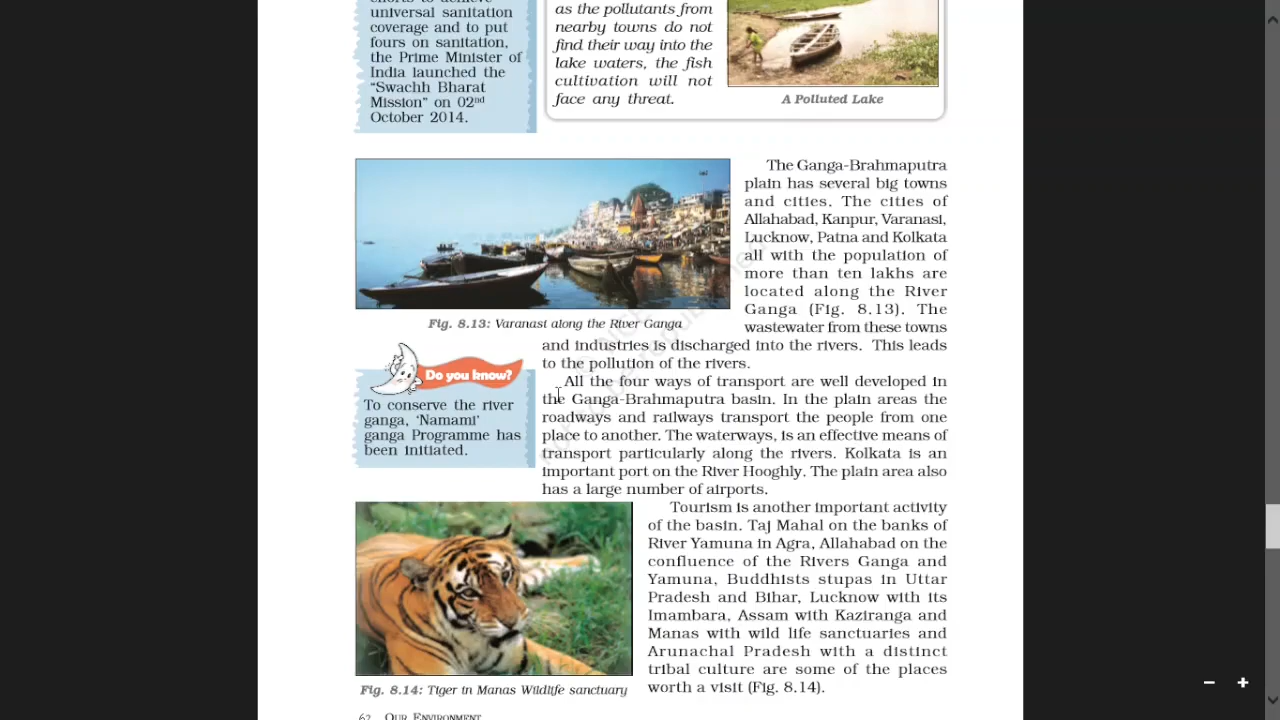 efforts to achieve
universal sanitation
coverage and to put
fours on sanitation,
the Prime Minister of
India launched the
“Swachh Bharat
Mission” on 02nd
October 2014.
as the pollutants from
nearby towns do not
find their way into the
lake waters, the fish
cultivation will not
face any threat.
A Polluted Lake
The Ganga-Brahmaputra
plain has several big towns
and cities. The cities of
Allahabad, Kanpur, Varanasi,
Lucknow, Patna and Kolkata
all with the population of
more than ten lakhs are
located along the River
Ganga (Fig. 8.13). The
wastewater from these towns
and industries is discharged into the rivers. This leads
to the pollution of the rivers.
Fig. 8.13: Varanasi along the River Ganga
Do you know?
To conserve the river
ganga, ‘Namami’
ganga Programme has
been initiated.
All the four ways of transport are well developed in
the Ganga-Brahmaputra basin. In the plain areas the
roadways and railways transport the people from one
place to another. The waterways, is an effective means of
transport particularly along the rivers. Kolkata is an
important port on the River Hooghly. The plain area also
has a large number of airports.
Tourism is another important activity
of the basin. Taj Mahal on the banks of
River Yamuna in Agra, Allahabad on the
confluence of the Rivers Ganga and
Yamuna, Buddhists stupas in Uttar
Pradesh and Bihar, Lucknow with its
Imambara, Assam with Kaziranga and
Manas with wild life sanctuaries and
Arunachal Pradesh with a distinct
tribal culture are some of the places
worth a visit (Fig. 8.14).
Fig. 8.14: Tiger in Manas Wildlife sanctuary
62 OUR ENVIRONMENT